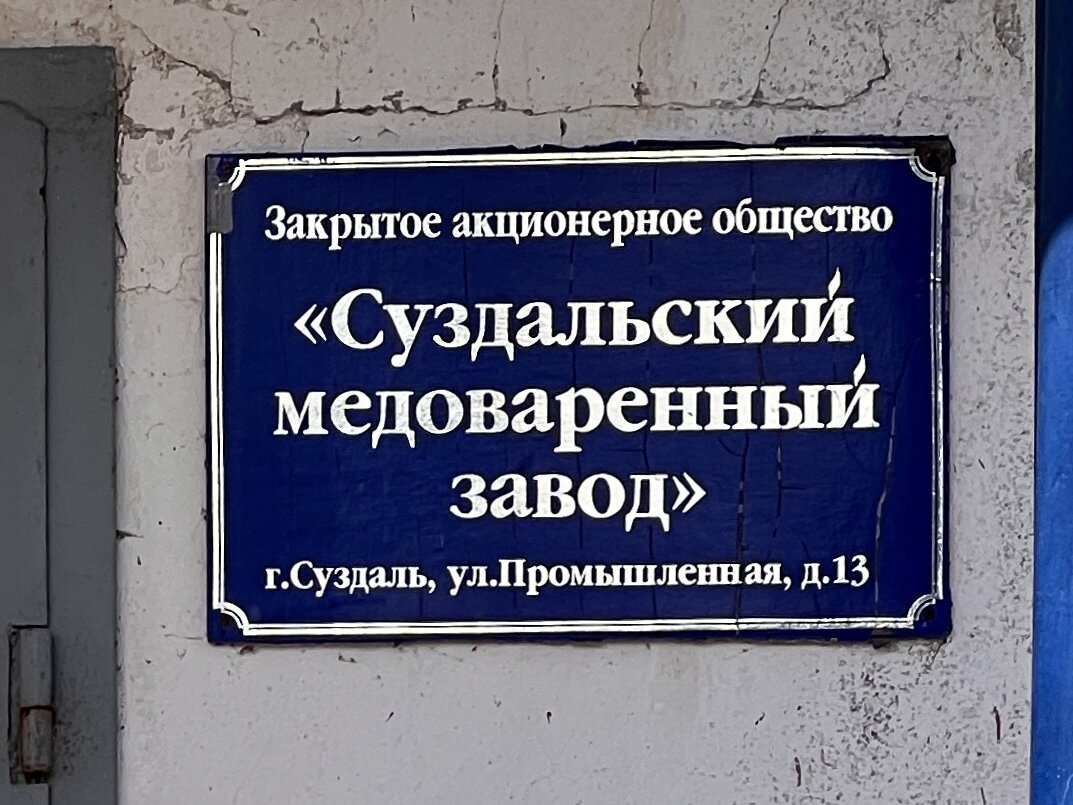 Закрытое акционерное общество
«Суздальский
медоваренный
завод»
г.Суздаль, ул.Промышленная, д.13